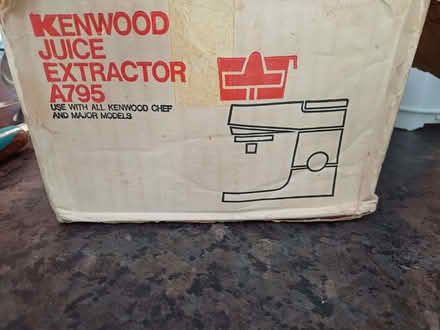 KENWOOD
JUICE
EXTRACTOR
A795
USE WITH ALL KENWOOD CHEF
AND MAJOR MODELS